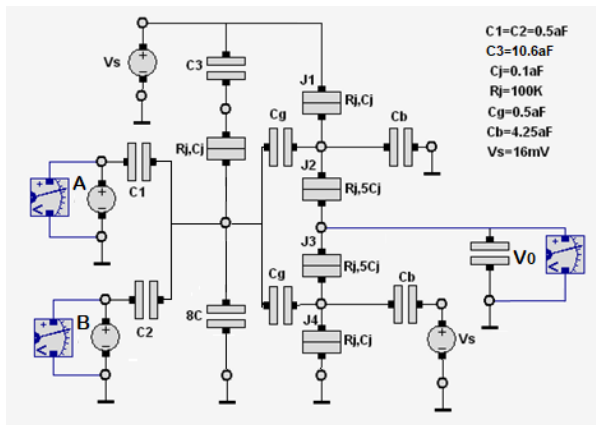 Vs
C3
J1
Rj,Cj
C1=C2=0.5aF
C3=10.6aF
Cj=0.1aF
Rj=100K
Cg=0.5aF
Cb=4.25aF
Vs=16mV
Rj,Cj
Cg
Cb
J2
Rj,5Cj
A
C1
J3
Rj,5Cj
V0
Cg
Cb
B
C2
8C
J4
Rj,Cj
Vs